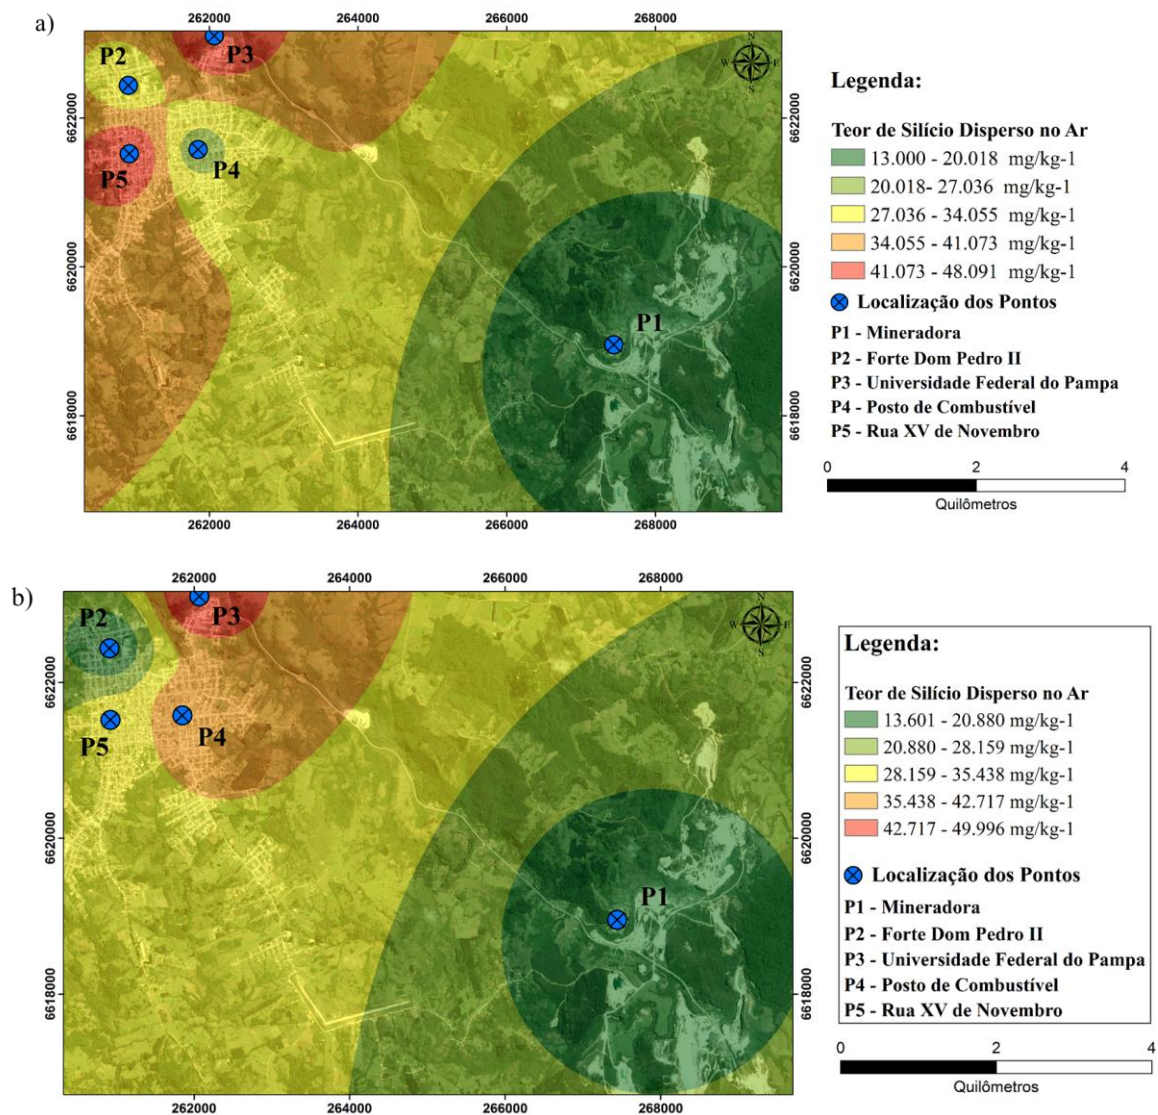 a)
262000 264000 266000 268000
P2
P3
P5
P4
P1
N
W E
S
6622000
6620000
6618000
6622000
6620000
6618000
262000 264000 266000 268000
Legenda:
Teor de Silício Disperso no Ar
13.000 - 20.018 mg/kg-1
20.018- 27.036 mg/kg-1
27.036 - 34.055 mg/kg-1
34.055 - 41.073 mg/kg-1
41.073 - 48.091 mg/kg-1
Localização dos Pontos
P1 - Mineradora
P2 - Forte Dom Pedro II
P3 - Universidade Federal do Pampa
P4 - Posto de Combustível
P5 - Rua XV de Novembro
0 2 4
Quilômetros
b)
262000 264000 266000 268000
P2
P3
P5
P4
P1
N
W E
S
6622000
6620000
6618000
6622000
6620000
6618000
262000 264000 266000 268000
Legenda:
Teor de Silício Disperso no Ar
13.601 - 20.880 mg/kg-1
20.880 - 28.159 mg/kg-1
28.159 - 35.438 mg/kg-1
35.438 - 42.717 mg/kg-1
42.717 - 49.996 mg/kg-1
Localização dos Pontos
P1 - Mineradora
P2 - Forte Dom Pedro II
P3 - Universidade Federal do Pampa
P4 - Posto de Combustível
P5 - Rua XV de Novembro
0 2 4
Quilômetros